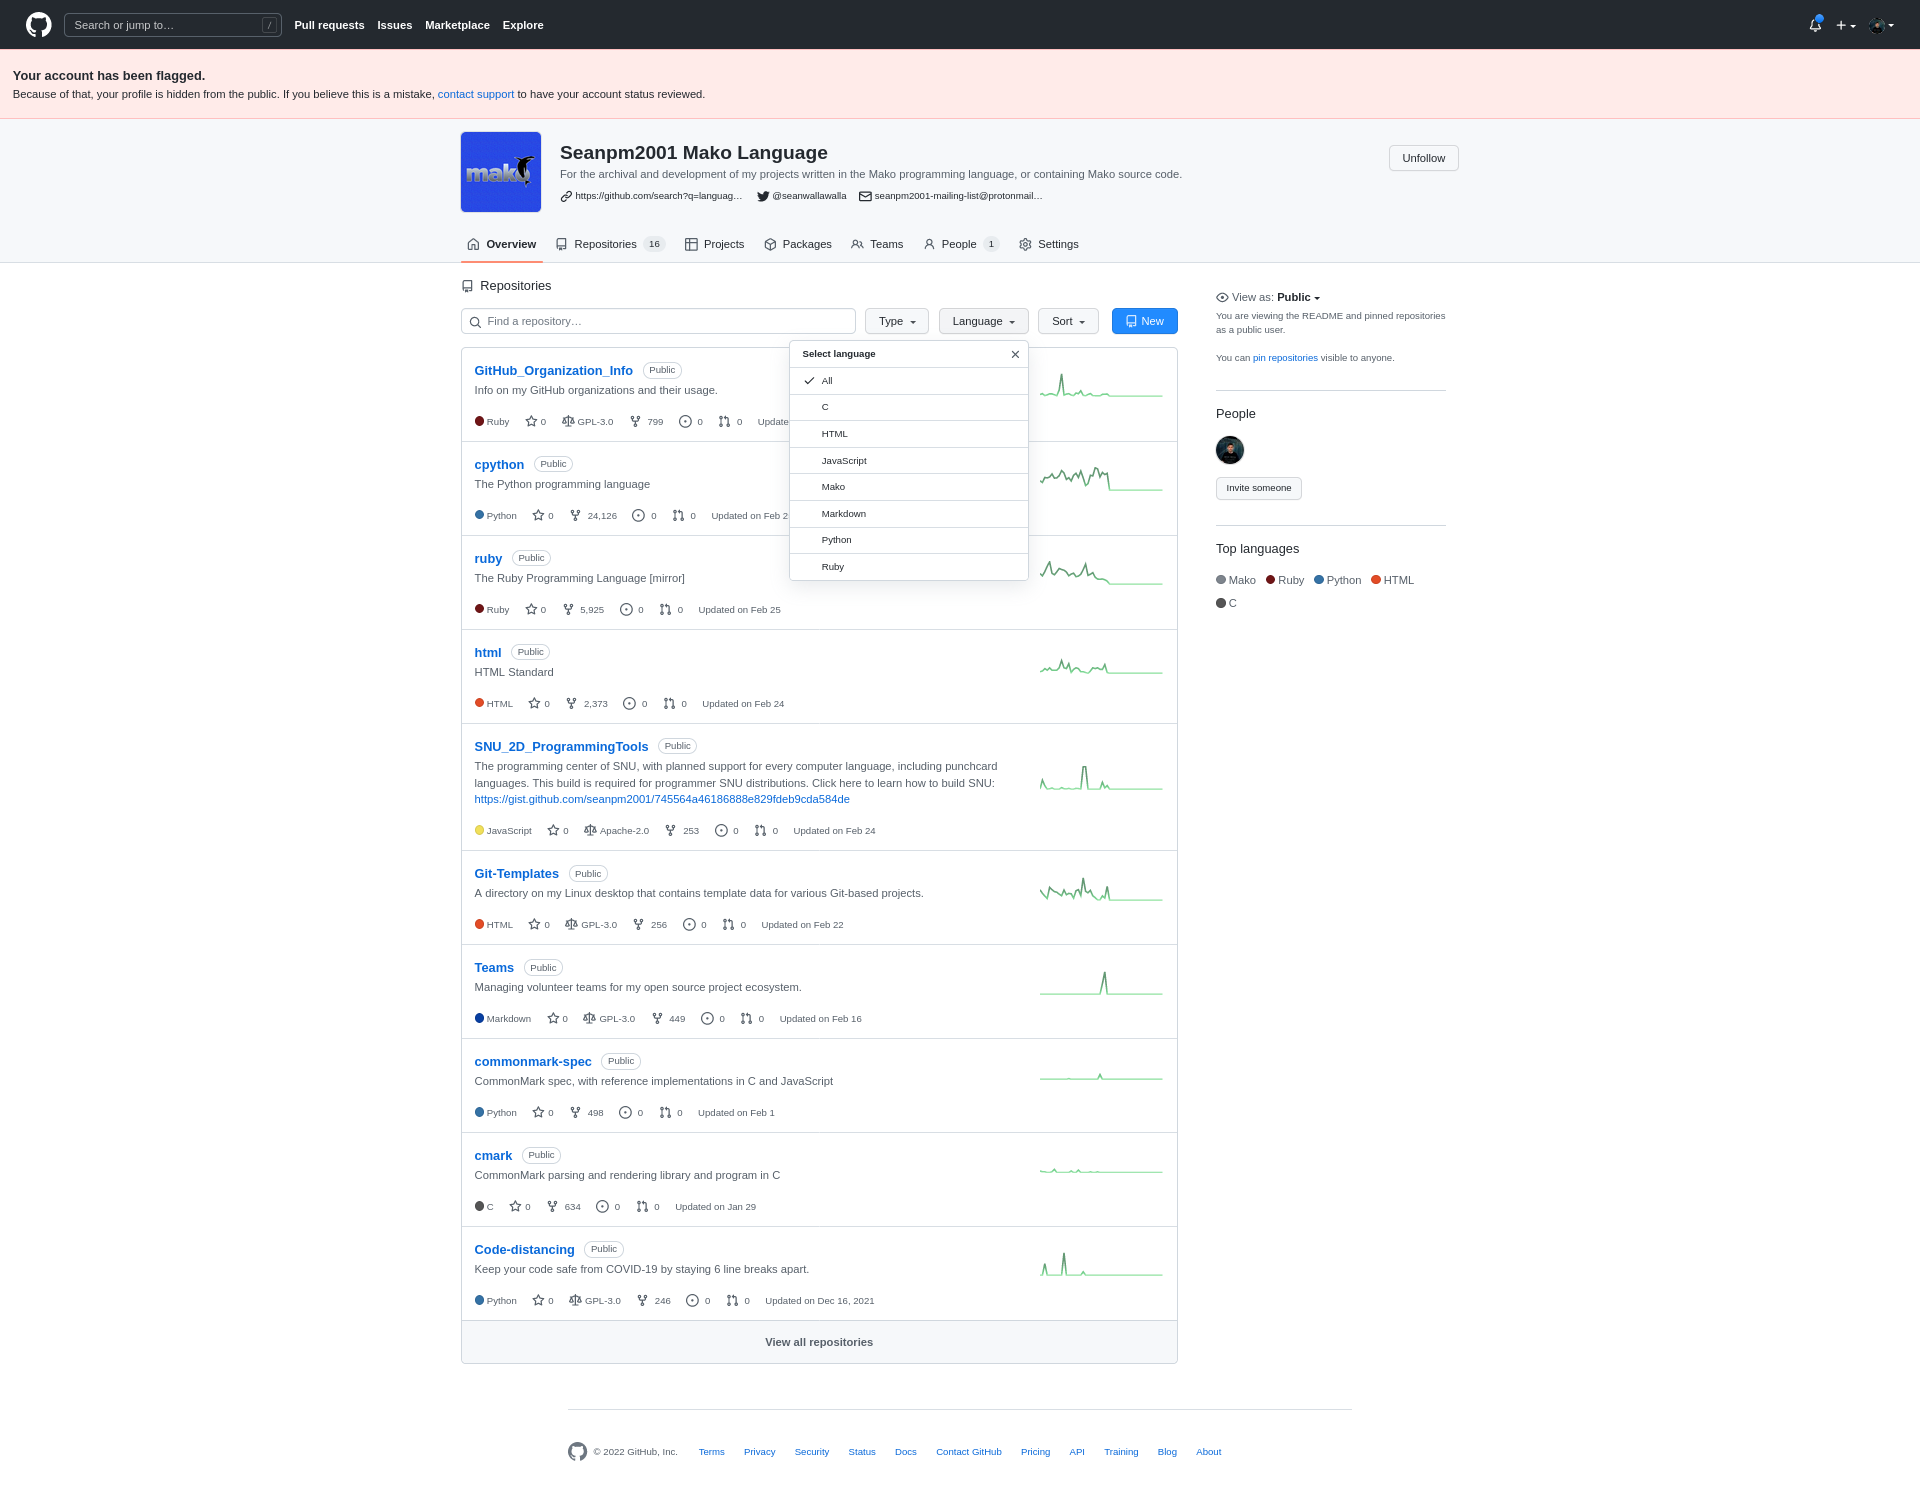 Search or jump to…
/
Pull requests Issues Marketplace Explore
Your account has been flagged.
Because of that, your profile is hidden from the public. If you believe this is a mistake, contact support to have your account status reviewed.
mako
Seanpm2001 Mako Language
For the archival and development of my projects written in the Mako programming language, or containing Mako source code.
https://github.com/search?q=languag… @seanwallawalla seanpm2001-mailing-list@protonmail…
Unfollow
Overview Repositories 16 Projects Packages Teams People 1 Settings
Repositories
Find a repository… Type Language Sort New
Select language
All
C
HTML
JavaScript
Mako
Markdown
Python
Ruby
GitHub_Organization_Info Public
Info on my GitHub organizations and their usage.
Ruby 0 GPL-3.0 799 0 0 Update
cpython Public
The Python programming language
Python 0 24,126 0 0 Updated on Feb 2
ruby Public
The Ruby Programming Language [mirror]
Ruby 0 5,925 0 0 Updated on Feb 25
html Public
HTML Standard
HTML 0 2,373 0 0 Updated on Feb 24
SNU_2D_ProgrammingTools Public
The programming center of SNU, with planned support for every computer language, including punchcard
languages. This build is required for programmer SNU distributions. Click here to learn how to build SNU:
https://gist.github.com/seanpm2001/745564a46186888e829fdeb9cda584de
JavaScript 0 Apache-2.0 253 0 0 Updated on Feb 24
Git-Templates Public
A directory on my Linux desktop that contains template data for various Git-based projects.
HTML 0 GPL-3.0 256 0 0 Updated on Feb 22
Teams Public
Managing volunteer teams for my open source project ecosystem.
Markdown 0 GPL-3.0 449 0 0 Updated on Feb 16
commonmark-spec Public
CommonMark spec, with reference implementations in C and JavaScript
Python 0 498 0 0 Updated on Feb 1
cmark Public
CommonMark parsing and rendering library and program in C
C 0 634 0 0 Updated on Jan 29
Code-distancing Public
Keep your code safe from COVID-19 by staying 6 line breaks apart.
Python 0 GPL-3.0 246 0 0 Updated on Dec 16, 2021
View all repositories
View as: Public
You are viewing the README and pinned repositories
as a public user.
You can pin repositories visible to anyone.
People
Invite someone
Top languages
Mako Ruby Python HTML
C
© 2022 GitHub, Inc. Terms Privacy Security Status Docs Contact GitHub Pricing API Training Blog About